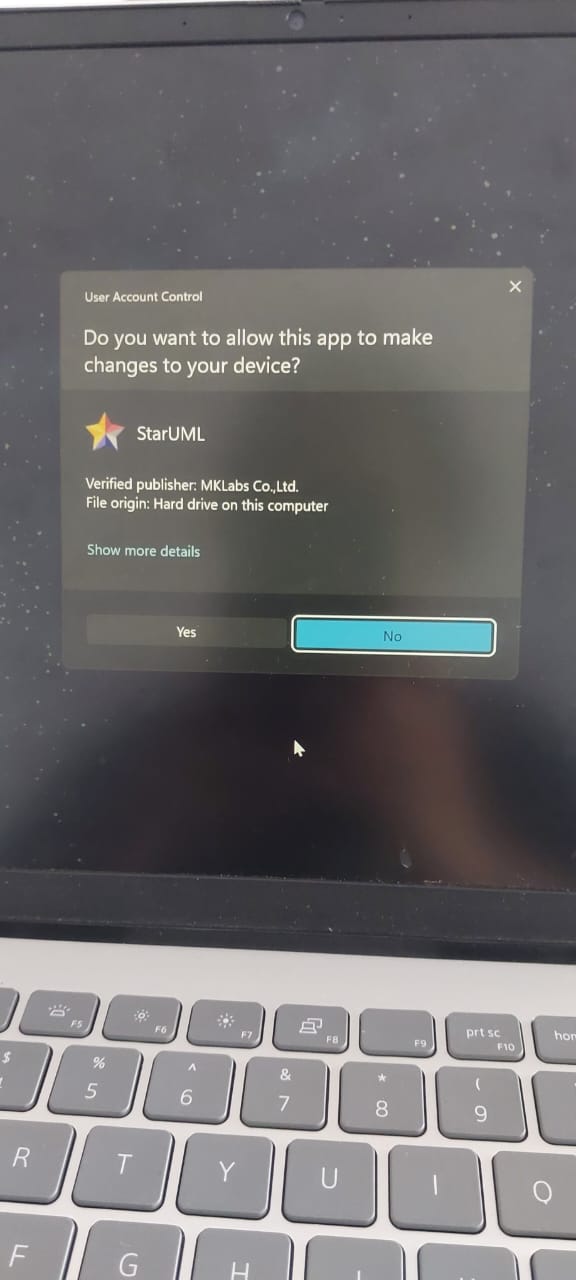 User Account Control
Do you want to allow this app to make
changes to your device?
StarUML
Verified publisher: MKLabs Co.,Ltd.
File origin: Hard drive on this computer
Show more details
Yes
No
F5
F6
F7
F8
F9
prt sc
F10
$
%
5
^
6
&
7
*
8
(
9
R
T
Y
U
I
O
F
G
H